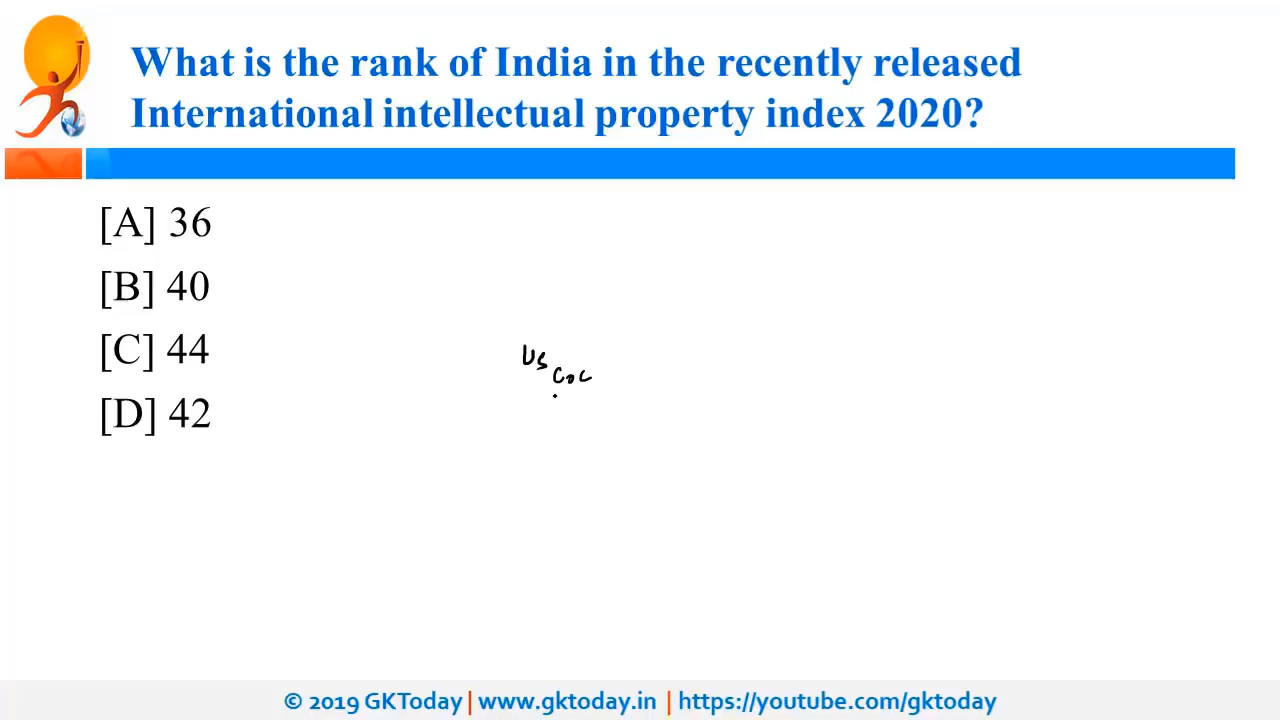 What is the rank of India in the recently released
International intellectual property index 2020?
[A] 36
[B] 40
[C] 44
[D] 42
US
COC
© 2019 GKToday | www.gktoday.in | https://youtube.com/gktoday